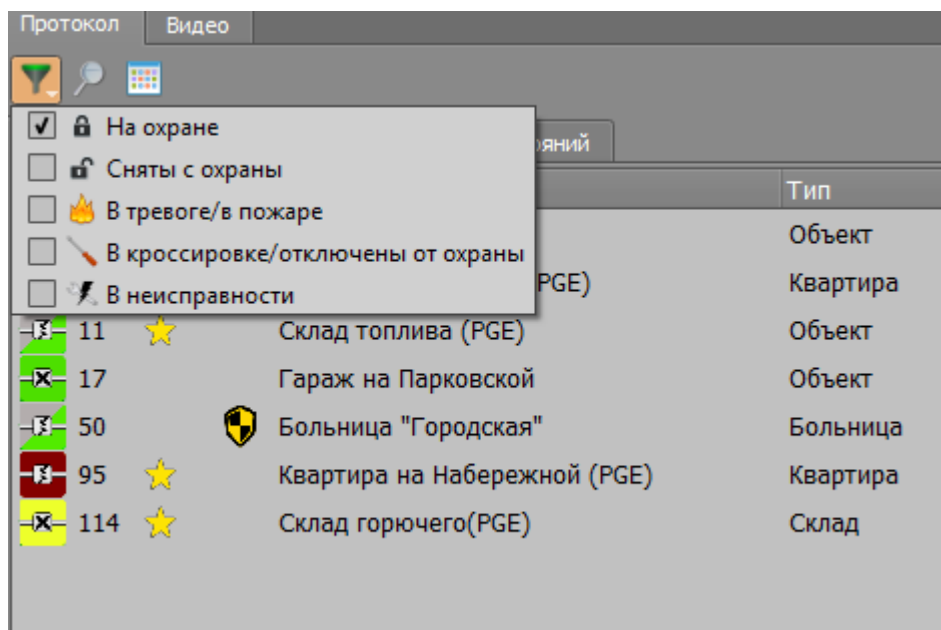 Протокол Видео
На охране
Сняты с охраны
В тревоге/в пожаре
В кроссировке/отключены от охраны
В неисправности
яний
Тип
Объект
PGE) Квартира
11 Склад топлива (PGE) Объект
17 Гараж на Парковской Объект
50 Больница "Городская" Больница
95 Квартира на Набережной (PGE) Квартира
114 Склад горючего(PGE) Склад